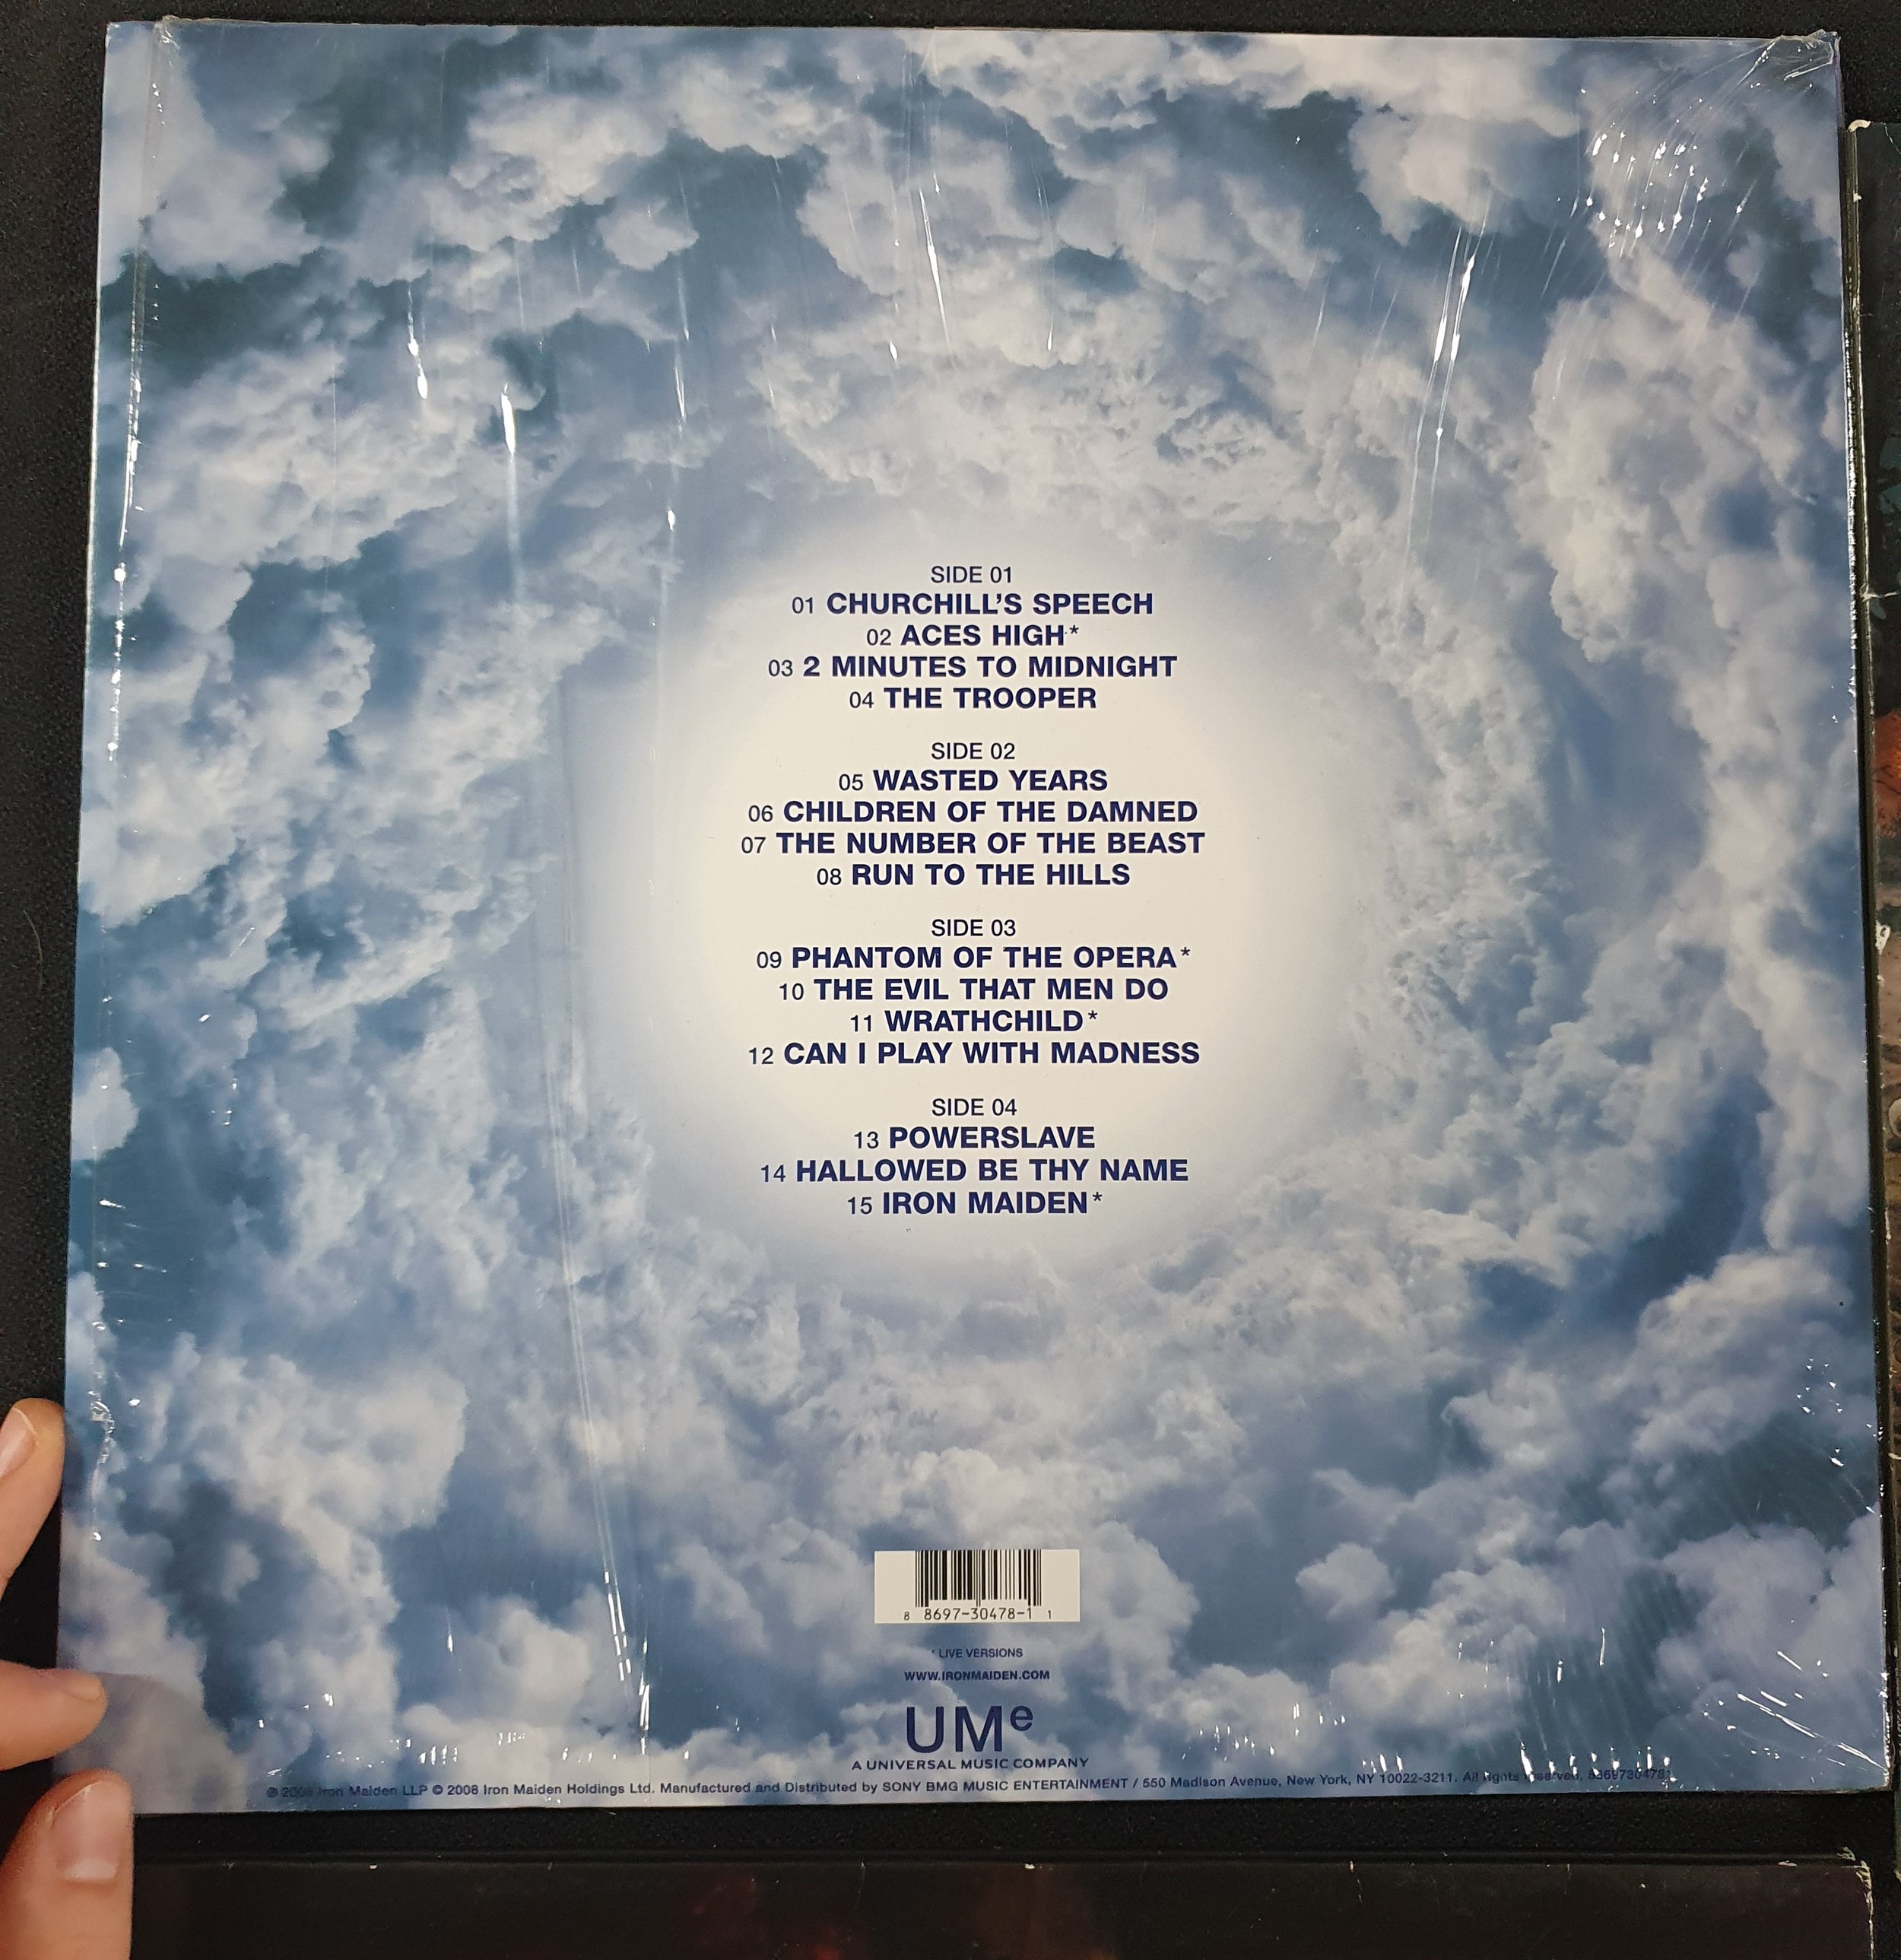 SIDE 01
01 CHURCHILL'S SPEECH
02 ACES HIGH*
03 2 MINUTES TO MIDNIGHT
04 THE TROOPER
SIDE 02
05 WASTED YEARS
06 CHILDREN OF THE DAMNED
07 THE NUMBER OF THE BEAST
08 RUN TO THE HILLS
SIDE 03
09 PHANTOM OF THE OPERA*
10 THE EVIL THAT MEN DO
11 WRATHCHILD*
12 CAN I PLAY WITH MADNESS
SIDE 04
13 POWERSLAVE
14 HALLOWED BE THY NAME
15 IRON MAIDEN*
8 8697-30478-1 1
* LIVE VERSIONS
WWW.IRONMAIDEN.COM
UMe
A UNIVERSAL MUSIC COMPANY
℗ 2008 Iron Maiden LLP © 2008 Iron Maiden Holdings Ltd. Manufactured and Distributed by SONY BMG MUSIC ENTERTAINMENT / 550 Madison Avenue, New York, NY 10022-3211. All rights reserved. 88697304781